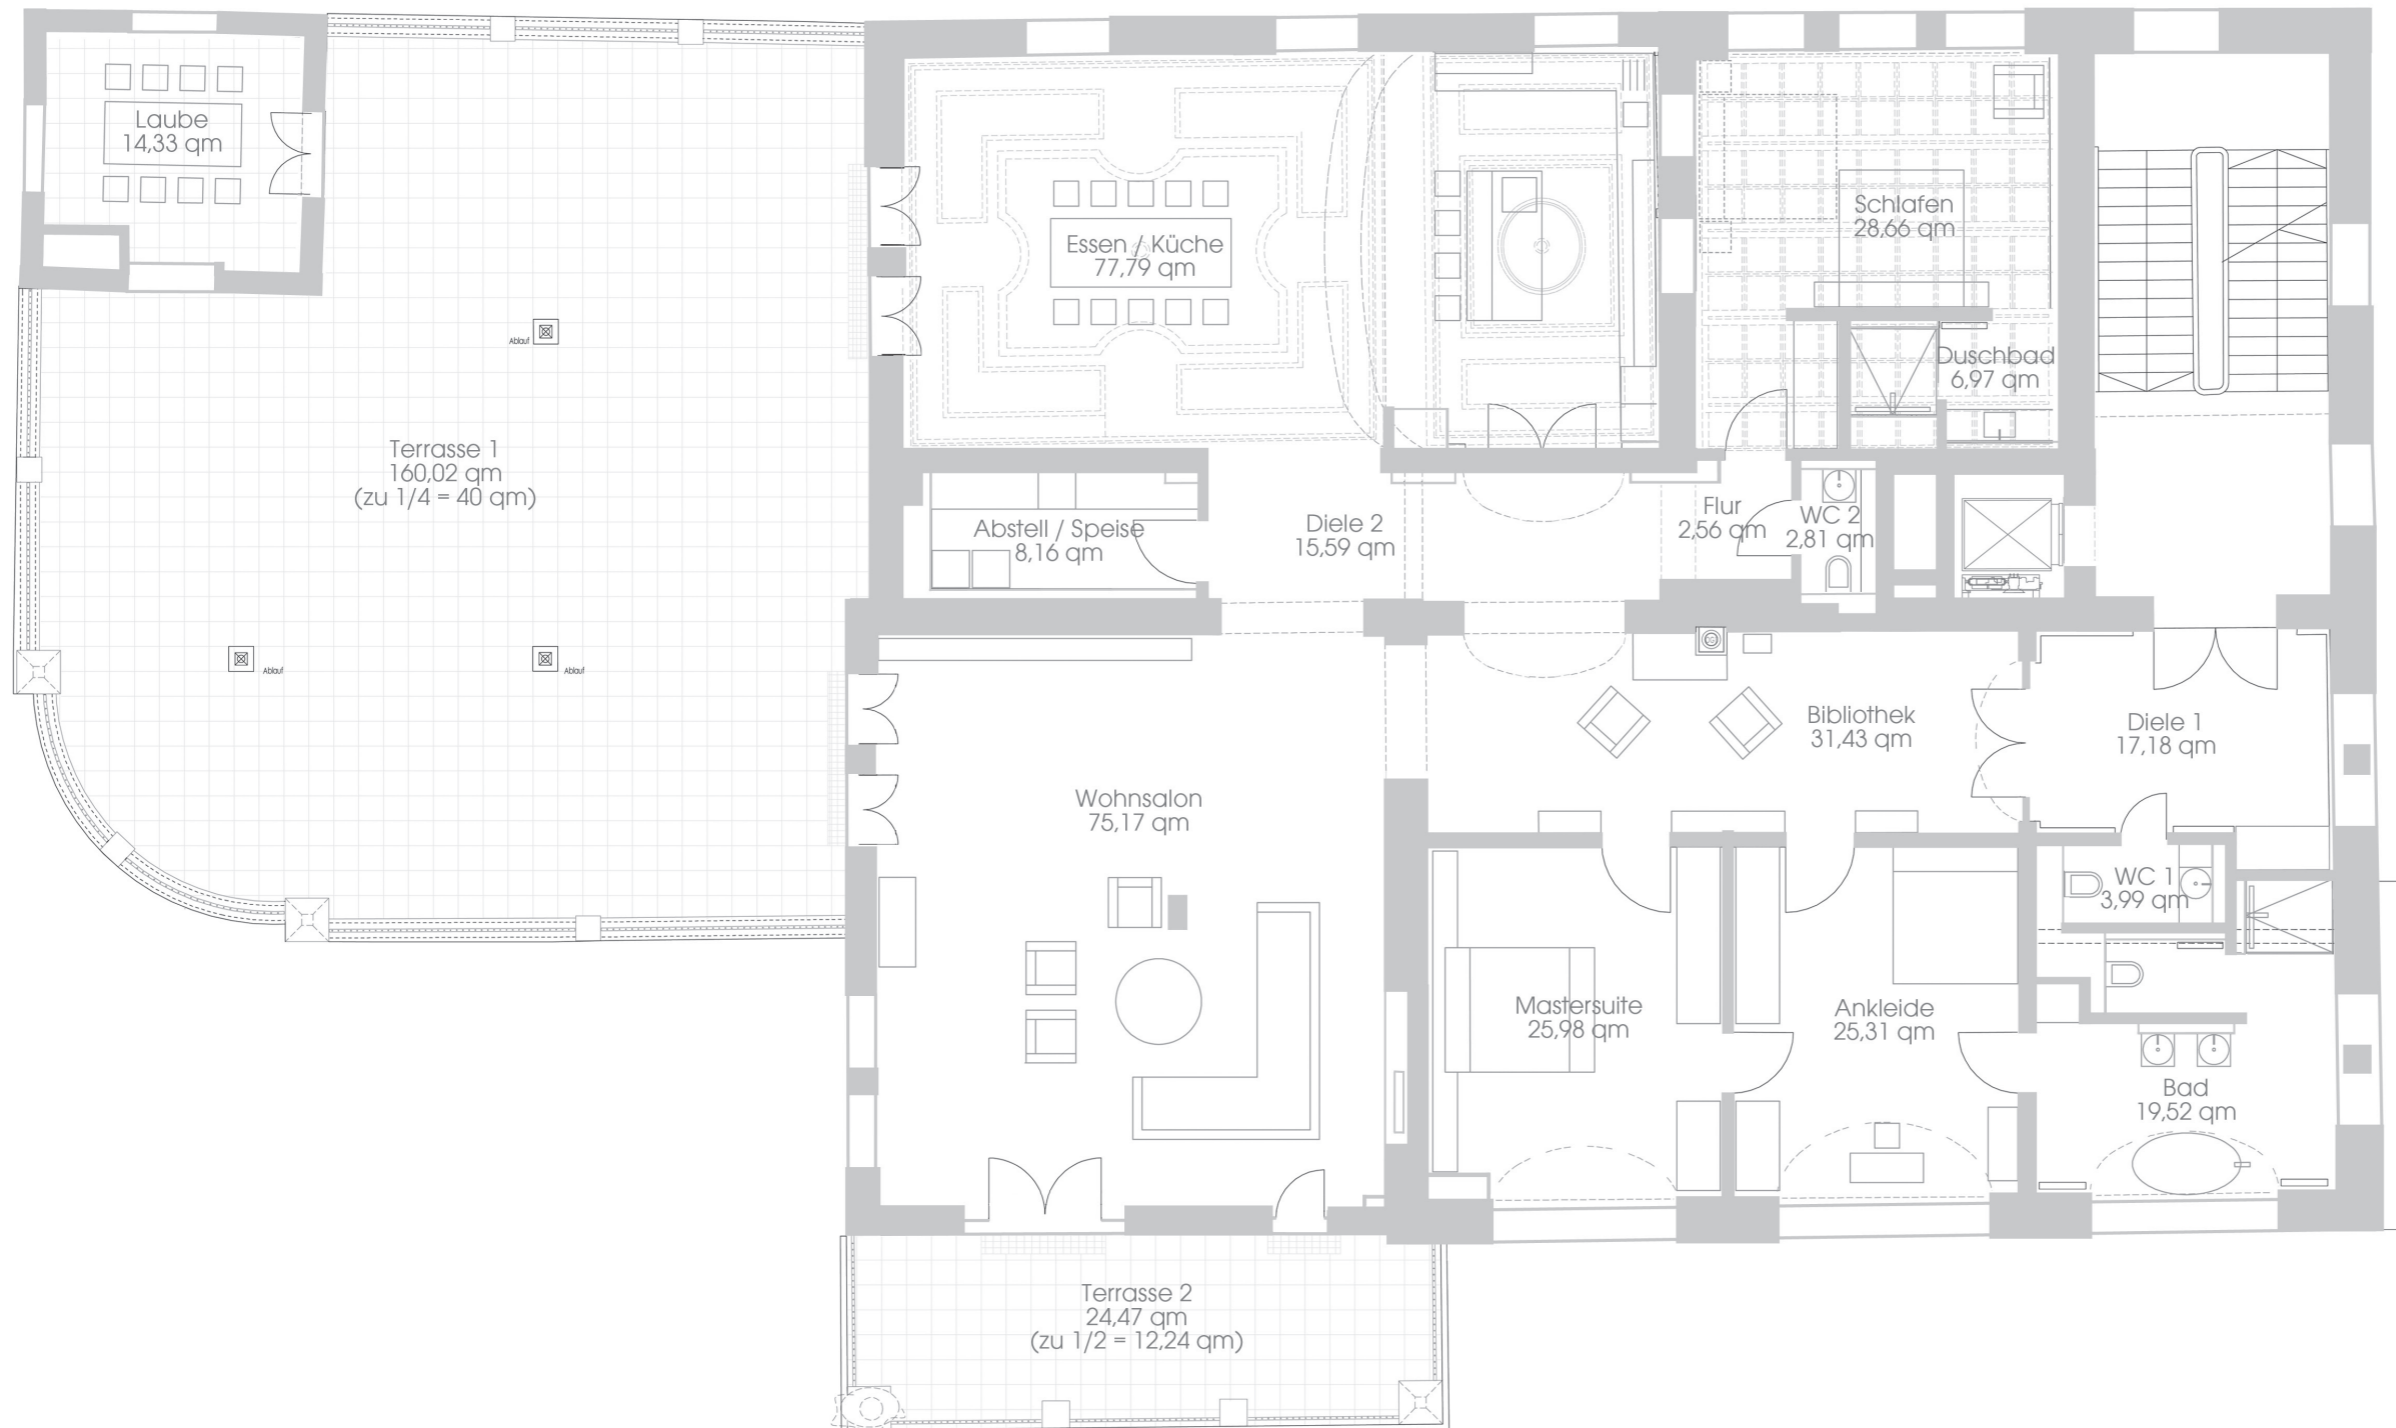 Laube
14,33 qm
Essen / Küche
77,79 qm
Schlafen
28,66 qm
Duschbad
6,97 qm
Ablauf
Terrasse 1
160,02 qm
(zu 1/4 = 40 qm)
Abstell / Speise
8,16 qm
Diele 2
15,59 qm
Flur
2,56 qm
WC 2
2,81 qm
Ablauf
Ablauf
Bibliothek
31,43 qm
Diele 1
17,18 qm
Wohnsalon
75,17 qm
WC 1
3,99 qm
Mastersuite
25,98 qm
Ankleide
25,31 qm
Bad
19,52 qm
Terrasse 2
24,47 qm
(zu 1/2 = 12,24 qm)